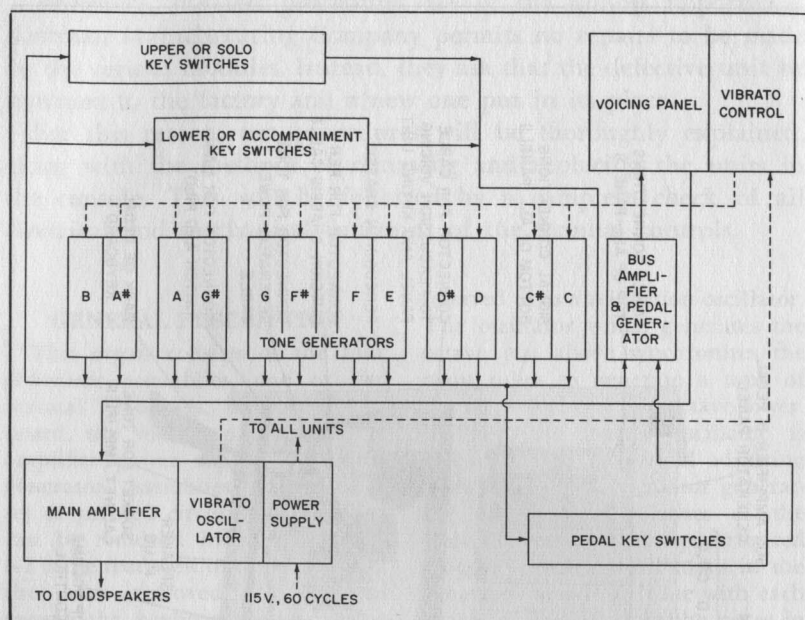 UPPER OR SOLO
KEY SWITCHES
VOICING PANEL
VIBRATO
CONTROL
LOWER OR ACCOMPANIMENT
KEY SWITCHES
B A# A G# G F# F E D# D C# C
TONE GENERATORS
BUS
AMPLI-
FIER
PEDAL
GENER-
ATOR
TO ALL UNITS
MAIN AMPLIFIER
VIBRATO
OSCIL-
LATOR
POWER
SUPPLY
PEDAL KEY SWITCHES
TO LOUDSPEAKERS
115 V., 60 CYCLES